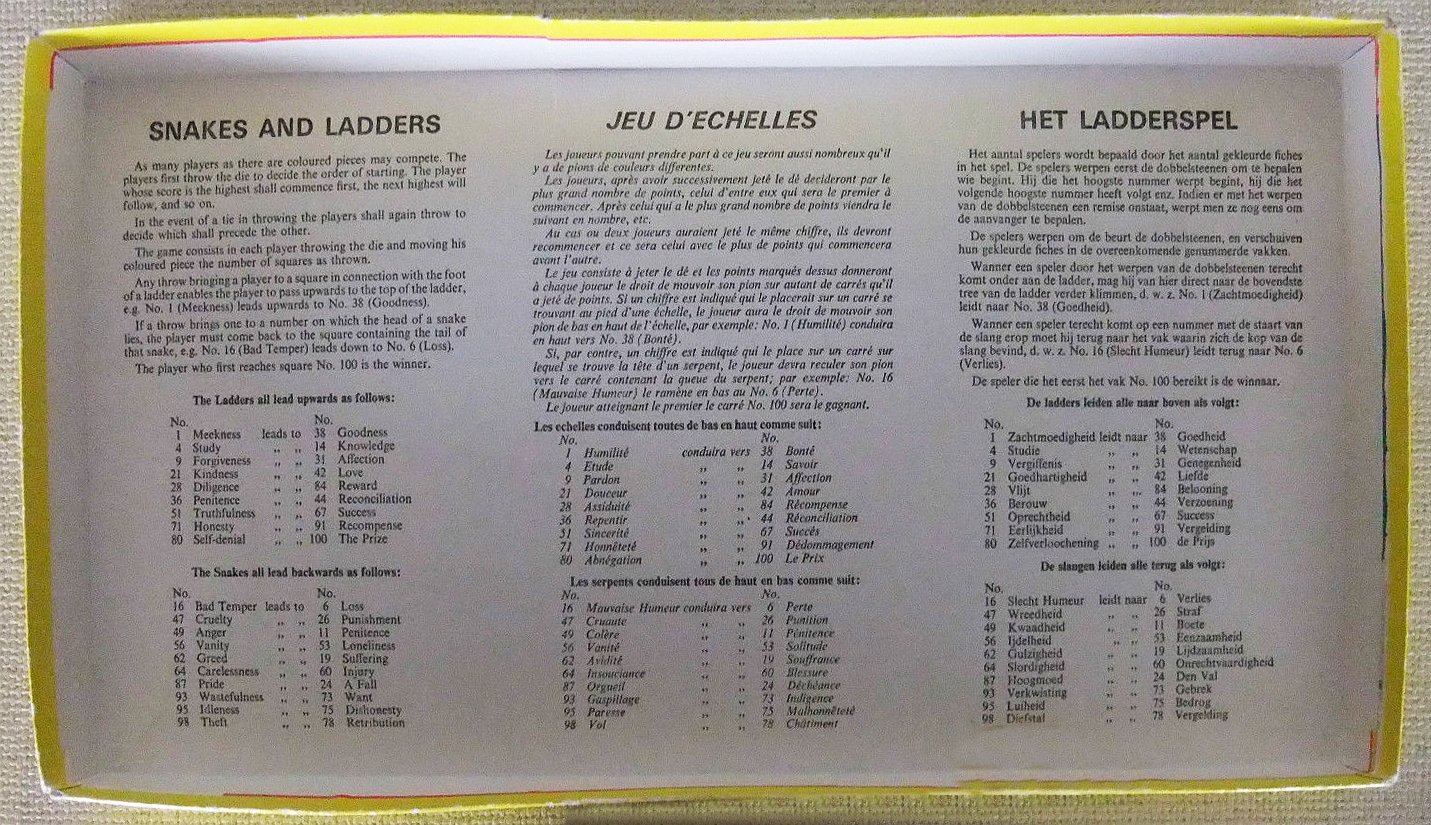 SNAKES AND LADDERS
As many players as there are coloured pieces may compete. The
players first throw the die to decide the order of starting. The player
whose score is the highest shall commence first, the next highest will
follow, and so on.
In the event of a tie in throwing the players shall again throw to
decide which shall precede the other.
The game consists in each player throwing the die and moving his
coloured piece the number of squares as thrown.
Any throw bringing a player to a square in connection with the foot
of a ladder enables the player to pass upwards to the top of the ladder,
e.g. No. 1 (Meckness) leads upwards to No. 38 (Goodness).
If a throw brings one to a number on which the head of a snake
lies, the player must come back to the square containing the tail of
that snake, e.g. No. 16 (Bad Temper) leads down to No. 6 (Loss).
The player who first reaches square No. 100 is the winner.
The Ladders all lead upwards as follows:
No. No.
1 Meekness leads to 38 Goodness
4 Study „ „ 14 Knowledge
9 Forgiveness „ „ 31 Affection
21 Kindness „ „ 42 Love
28 Diligence „ „ 84 Reward
36 Penitence „ „ 44 Reconciliation
51 Truthfulness „ „ 67 Success
71 Honesty „ „ 91 Recompense
80 Self-denial „ „ 100 The Prize
The Snakes all lead backwards as follows:
No. No.
16 Bad Temper leads to 6 Loss
47 Cruelty „ „ 26 Punishment
49 Anger „ „ 11 Penitence
56 Vanity „ „ 53 Loneliness
62 Greed „ „ 19 Suffering
64 Carelessness „ „ 60 Injury
87 Pride „ „ 24 A Fall
93 Wastefulness „ „ 73 Want
95 Idleness „ „ 75 Dishonesty
98 Theft „ „ 78 Retribution
JEU D'ECHELLES
Les joueurs pouvant prendre part à ce jeu seront aussi nombreux qu'il
y a de pions de couleurs differentes.
Les joueurs, après avoir successivement jeté le dé decideront par le
plus grand nombre de points, celui d'entre eux qui sera le premier à
commencer. Après celui qui a le plus grand nombre de points viendra le
suivant en nombre, etc.
Au cas ou deux joueurs auraient jeté le même chiffre, ils devront
recommencer et ce sera celui avec le plus de points qui commencera
avant l'autre.
Le jeu consiste à jeter le dé et les points marqués dessus donneront
à chaque joueur le droit de mouvoir son pion sur autant de carrés qu'il
a jeté de points. Si un chiffre est indiqué qui le placerait sur un carré se
trouvant au pied d'une échelle, le joueur aura le droit de mouvoir son
pion de bas en haut de l'échelle, par exemple: No. 1 (Humilité) conduira
en haut vers No. 38 (Bonté).
Si, par contre, un chiffre est indiqué qui le place sur un carré sur
lequel se trouve la tête d'un serpent, le joueur devra reculer son pion
vers le carré contenant la queue du serpent; par exemple: No. 16
(Mauvaise Humeur) le ramène en bas au No. 6 (Perte).
Le joueur atteignant le premier le carré No. 100 sera le gagnant.
Les echelles conduisent toutes de bas en haut comme suit:
No. No.
1 Humilité conduira vers 38 Bonté
4 Etude „ „ 14 Savoir
9 Pardon „ „ 31 Affection
21 Douceur „ „ 42 Amour
28 Assiduité „ „ 84 Récompense
36 Repentir „ „ 44 Réconciliation
51 Sincerité „ „ 67 Succès
71 Honnêteté „ „ 91 Dédommagement
80 Abnégation „ „ 100 Le Prix
Les serpents conduisent tous de haut en bas comme suit:
No. No.
16 Mauvaise Humeur conduira vers 6 Perte
47 Cruauté „ „ 26 Punition
49 Colère „ „ 11 Pénitence
56 Vanité „ „ 53 Solitude
62 Avidité „ „ 19 Souffrance
64 Insouciance „ „ 60 Blessure
87 Orgueil „ „ 24 Déchéance
93 Gaspillage „ „ 73 Indigence
95 Paresse „ „ 75 Malhonnêteté
98 Vol „ „ 78 Châtiment
HET LADDERSPEL
Het aantal spelers wordt bepaald door het aantal gekleurde fiches
in het spel. De spelers werpen eerst de dobbelsteenen om te bepalen
wie begint. Hij die het hoogste nummer werpt begint, hij die het
volgende hoogste nummer heeft volgt enz. Indien er met het werpen
van de dobbelsteenen een remise onstaat, werpt men ze nog eens om
de aanvanger te bepalen.
De spelers werpen om de beurt de dobbelsteenen, en verschuiven
hun gekleurde fiches in de overeenkomende genummerde vakken.
Wanner een speler door het werpen van de dobbelsteenen terecht
komt onder aan de ladder, mag hij van hier direct naar de bovendste
tree van de ladder verder klimmen, d. w. z. No. 1 (Zachtmoedigheid)
leidt naar No. 38 (Goedheid).
Wanner een speler terecht komt op een nummer met de staart van
de slang erop moet hij terug naar het vak waarin zich de kop van de
slang bevind, d. w. z. No. 16 (Slecht Humeur) leidt terug naar No. 6
(Verlies).
De speler die het eerst het vak No. 100 bereikt is de winnaar.
De ladders leiden alle naar boven als volgt:
No. No.
1 Zachtmoedigheid leidt naar 38 Goedheid
4 Studie „ „ 14 Wetenschap
9 Vergiffenis „ „ 31 Genegenheid
21 Goedhartigheid „ „ 42 Liefde
28 Vlijt „ „ 84 Belooning
36 Berouw „ „ 44 Verzoening
51 Oprechtheid „ „ 67 Success
71 Eerlijkheid „ „ 91 Vergelding
80 Zelfverloochening „ „ 100 de Prijs
De slangen leiden alle terug als volgt:
No. No.
16 Slecht Humeur leidt naar 6 Verlies
47 Wreedheid „ „ 26 Straf
49 Kwaadheid „ „ 11 Boete
56 Ijdelheid „ „ 53 Eenzaamheid
62 Gulzigheid „ „ 19 Lijdzaamheid
64 Slordigheid „ „ 60 Onrechtvaardigheid
87 Hoogmoed „ „ 24 Den Val
93 Verkwisting „ „ 73 Gebrek
95 Luiheid „ „ 75 Bedrog
98 Diefstal „ „ 78 Vergelding